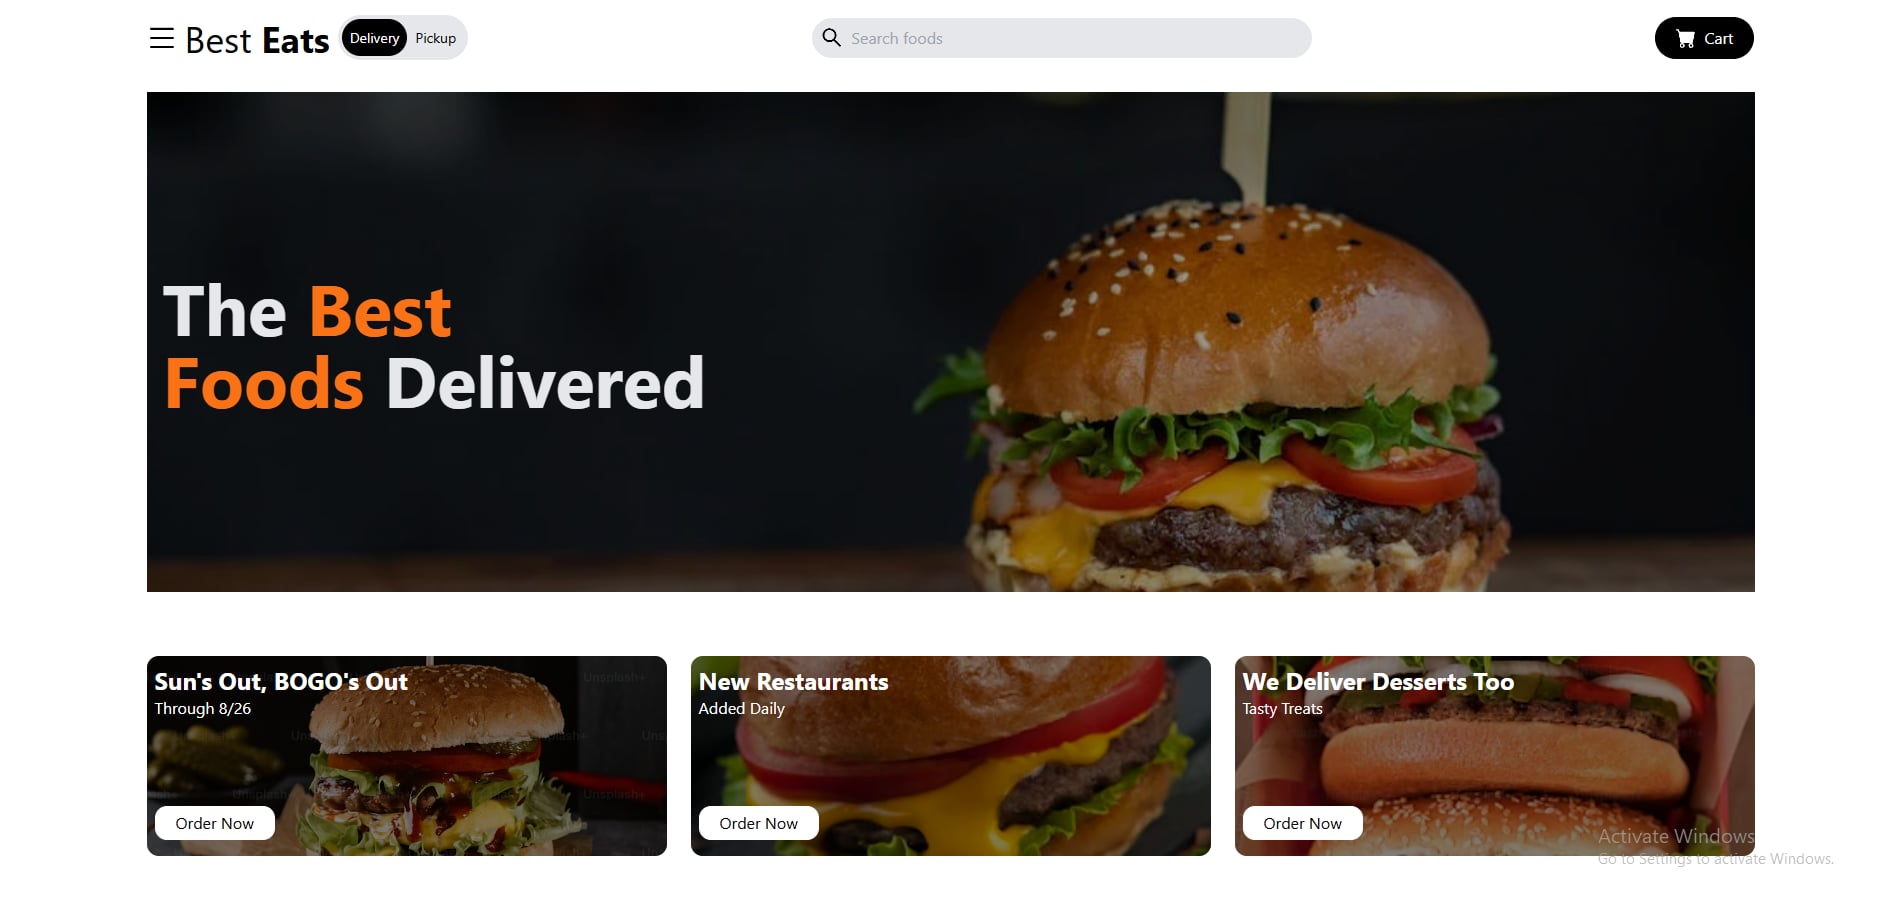 Best Eats
Delivery Pickup
Search foods
Cart
The Best
Foods Delivered
Sun's Out, BOGO's Out
Through 8/26
Unsplash+
Unsplash+
Order Now
New Restaurants
Added Daily
Order Now
We Deliver Desserts Too
Tasty Treats
Order Now
Activate Windows
Go to Settings to activate Windows.